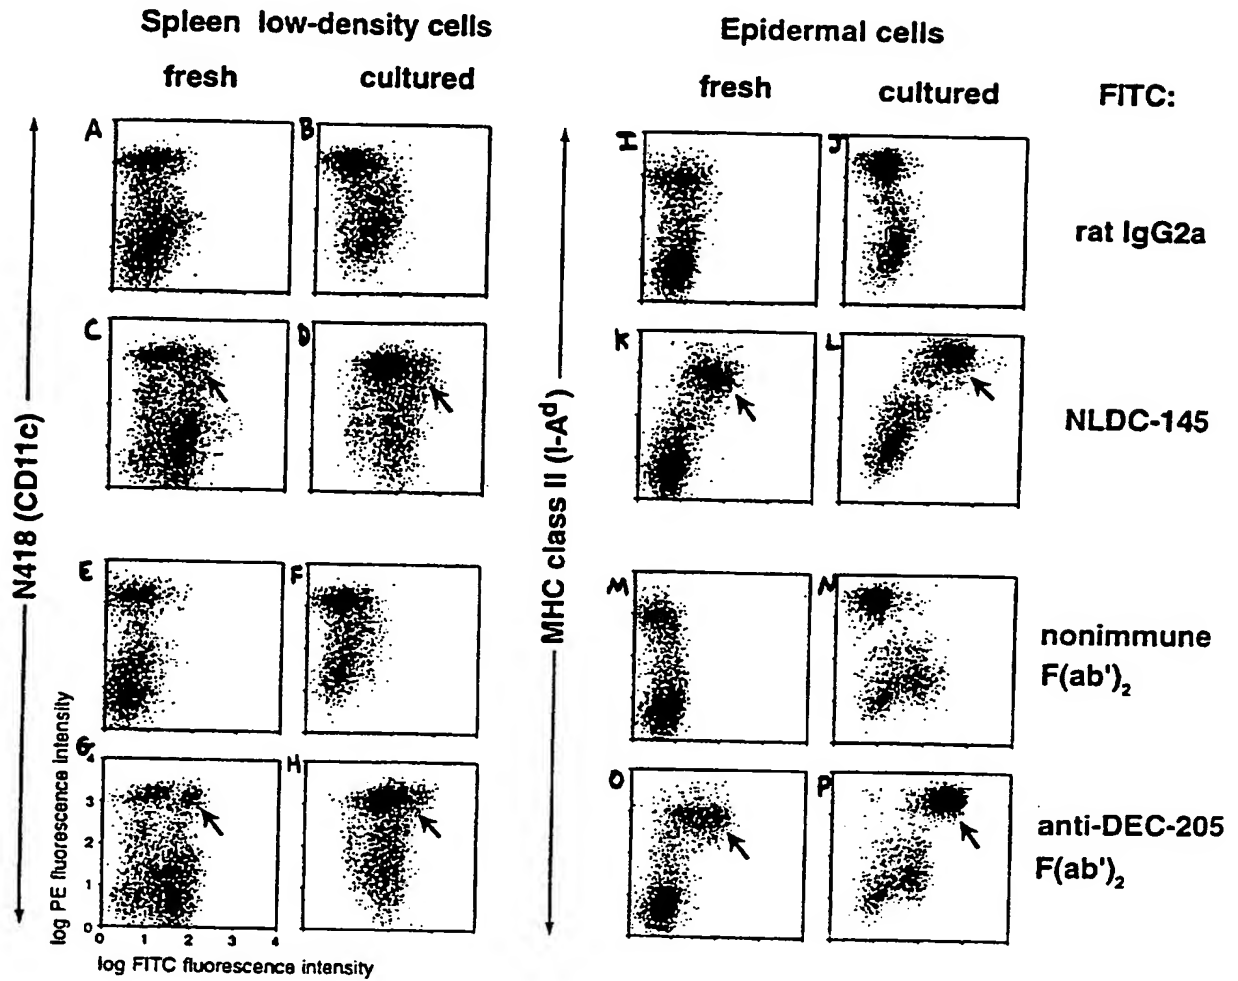 Spleen low-density cells
Epidermal cells
fresh
cultured
fresh
cultured
FITC:
A
B
I
J
rat IgG2a
C
D
K
L
NLDC-145
N418 (CD11c)
MHC class II (I-A^d)
E
F
M
N
nonimmune
F(ab')₂
G
H
O
P
anti-DEC-205
F(ab')₂
log PE fluorescence intensity
4
3
2
1
0
0 1 2 3 4
log FITC fluorescence intensity